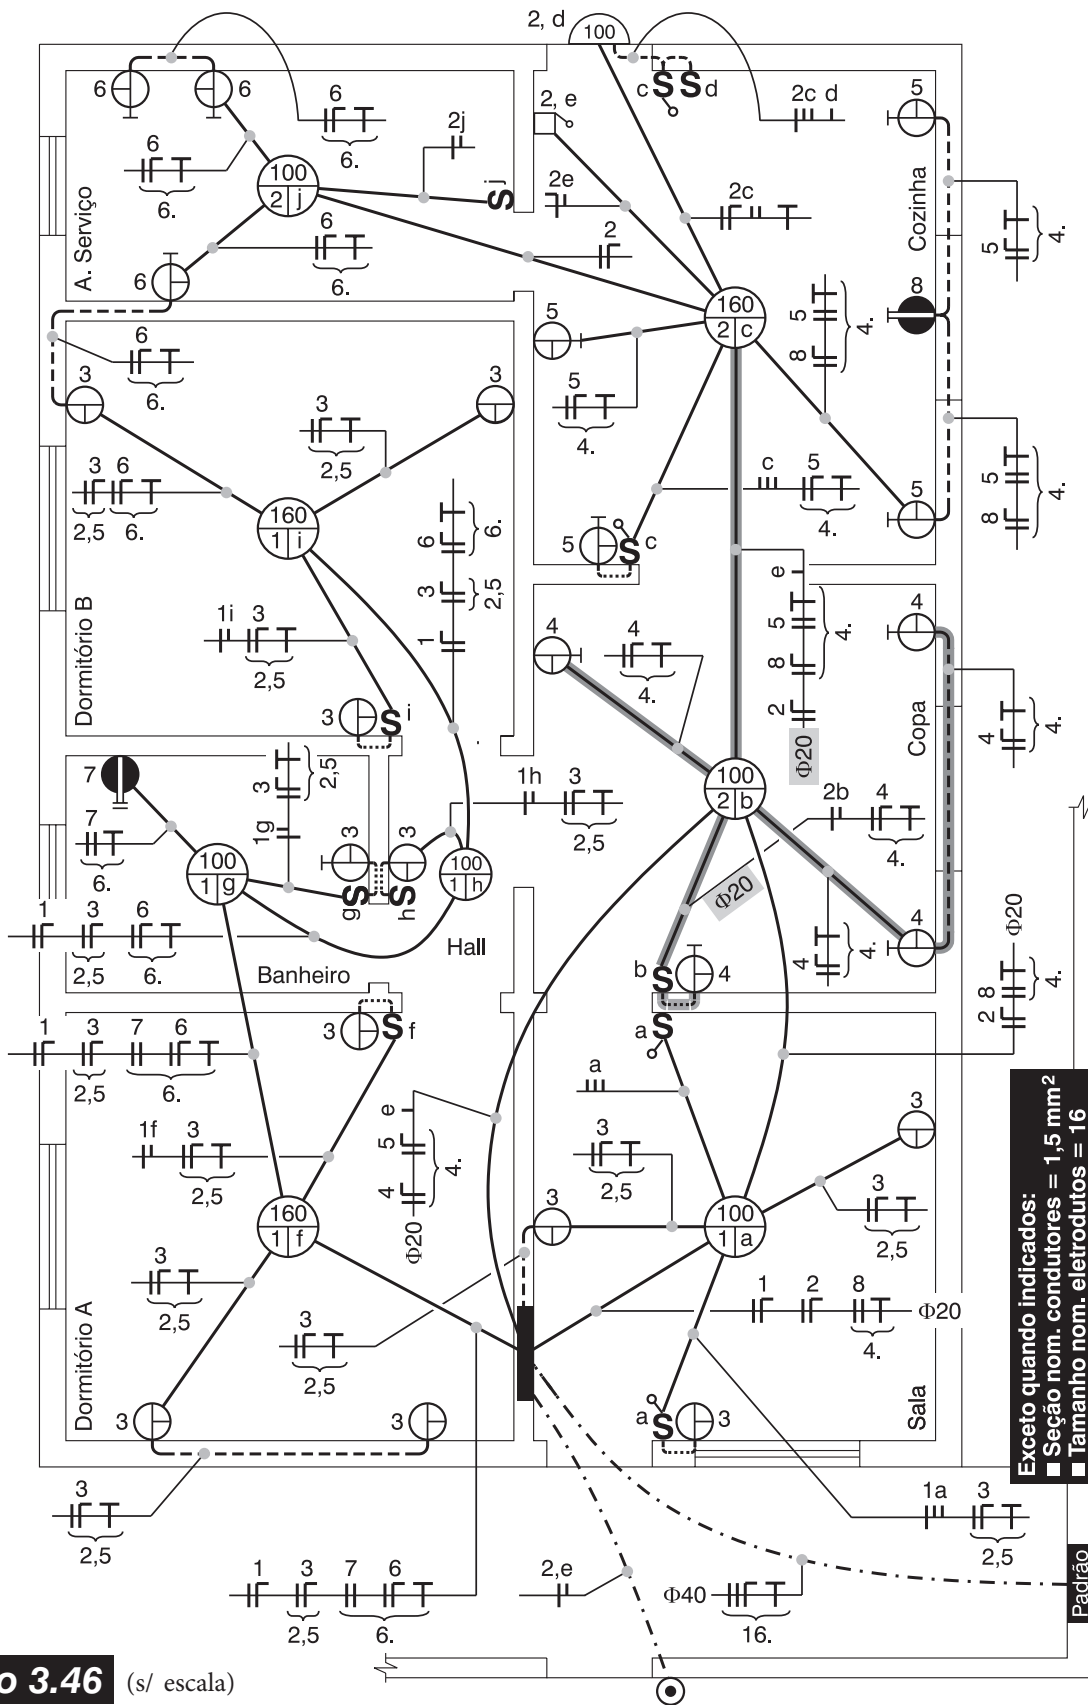 2, d
100
c S S d
2c d
6
6
6
6.
6
6.
100
2 j
2j
S j
A. Serviço
6
6.
6
6
6.
2, e
2e
2c
2
160
2 c
5
Cozinha
5
4.
8
5
8
4.
5
5
4.
5
8
4.
5
c
5
4.
5
S c
3
3
3
2,5
3
6
2,5
6.
160
1 i
6
6.
3
2,5
1
1i
3
2,5
Dormitório B
3
S i
4
4
4.
e
5
8
4.
2
Φ20
4
Copa
4
4.
100
2 b
2b
4
4.
Φ20
4
4.
4
7
7
6.
3
2,5
1g
100
1 g
3
3
S g
S h
1h
3
2,5
100
1 h
Hall
Banheiro
1
3
6
2,5
6.
b S
4
a S
Φ20
2 8
4.
1
3
7
6
2,5
6.
3
S f
1f
3
2,5
e
5
4
4.
Φ20
a
3
2,5
3
3
3
2,5
160
1 f
100
1 a
3
2,5
3
2,5
1
2
8
4.
Φ20
Dormitório A
3
3
a S
3
Sala
3
2,5
1a
3
2,5
1
3
7
6
2,5
6.
2,e
Φ40
16.
Exceto quando indicados:
■ Seção nom. condutores = 1,5 mm²
■ Tamanho nom. eletrodutos = 16
Padrão
o 3.46 (s/ escala)